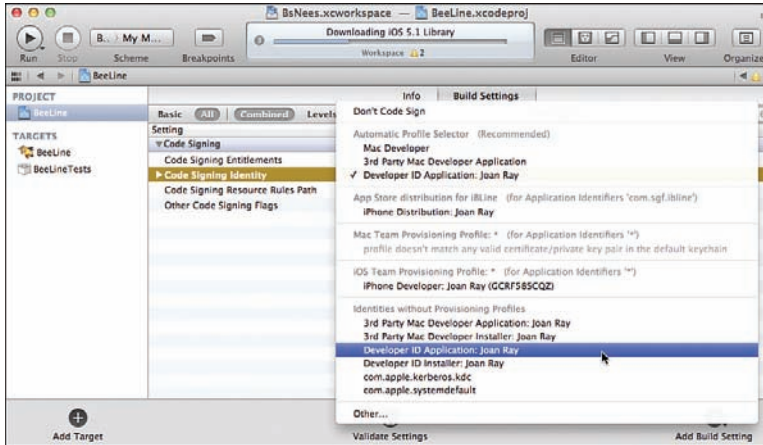 BsNees.xcworkspace — BeeLine.xcodeproj
B.. My M...
Downloading iOS 5.1 Library
Workspace 2
Run Stop Scheme Breakpoints Editor View Organize
BeeLine
PROJECT
BeeLine
TARGETS
BeeLine
BeeLineTests
Info Build Settings
Basic All Combined Levels
Setting
Code Signing
Code Signing Entitlements
Code Signing Identity
Code Signing Resource Rules Path
Other Code Signing Flags
Don't Code Sign
Automatic Profile Selector (Recommended)
Mac Developer
3rd Party Mac Developer Application
✓ Developer ID Application: Joan Ray
App Store distribution for iBLine (for Application Identifiers 'com.sgf.ibline')
iPhone Distribution: Joan Ray
Mac Team Provisioning Profile: * (for Application Identifiers '*')
profile doesn't match any valid certificate/private key pair in the default keychain
iOS Team Provisioning Profile: * (for Application Identifiers '*')
iPhone Developer: Joan Ray (GCRF58SCQZ)
Identities without Provisioning Profiles
3rd Party Mac Developer Application: Joan Ray
3rd Party Mac Developer Installer: Joan Ray
Developer ID Application: Joan Ray
Developer ID Installer: Joan Ray
com.apple.kerberos.kdc
com.apple.systemdefault
Other...
Add Target Validate Settings Add Build Setting